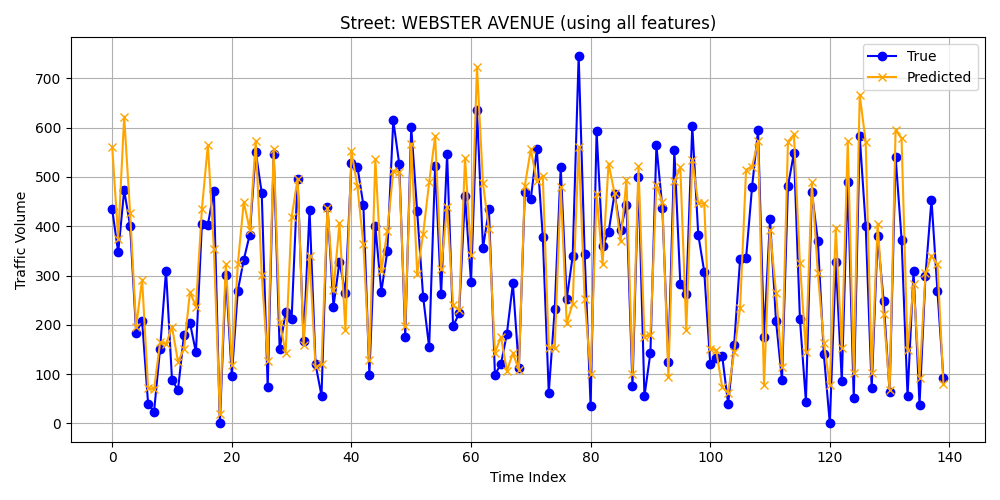 Street: WEBSTER AVENUE (using all features)
True
Predicted
Traffic Volume
700
600
500
400
300
200
100
0
0 20 40 60 80 100 120 140
Time Index